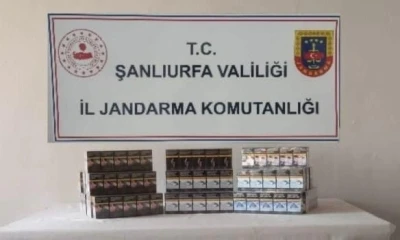 T.C.
ŞANLIURFA VALİLİĞİ
İL JANDARMA KOMUTANLIĞI